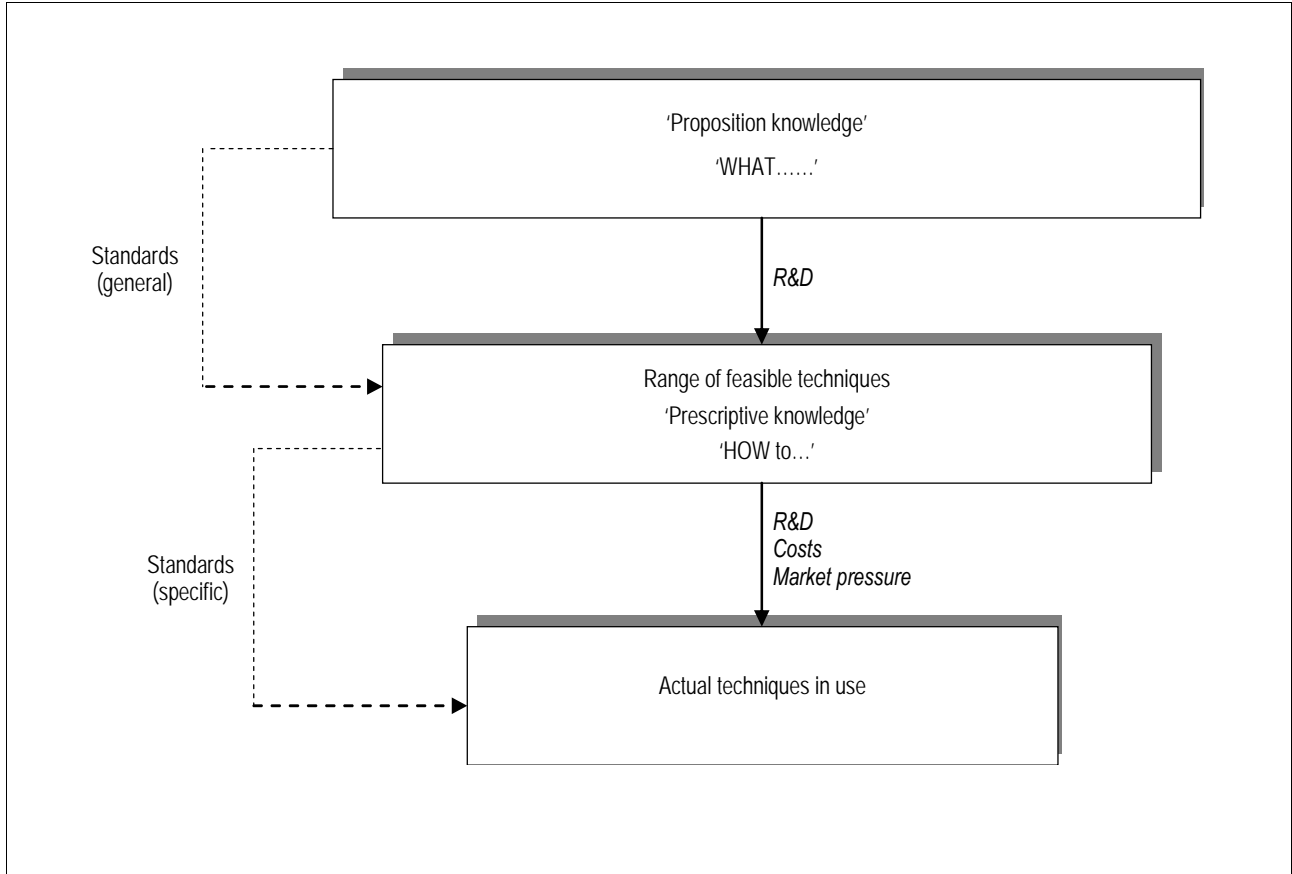 ‘Proposition knowledge’
‘WHAT……’
Standards
(general)
R&D
Range of feasible techniques
‘Prescriptive knowledge’
‘HOW to…’
R&D
Costs
Market pressure
Standards
(specific)
Actual techniques in use